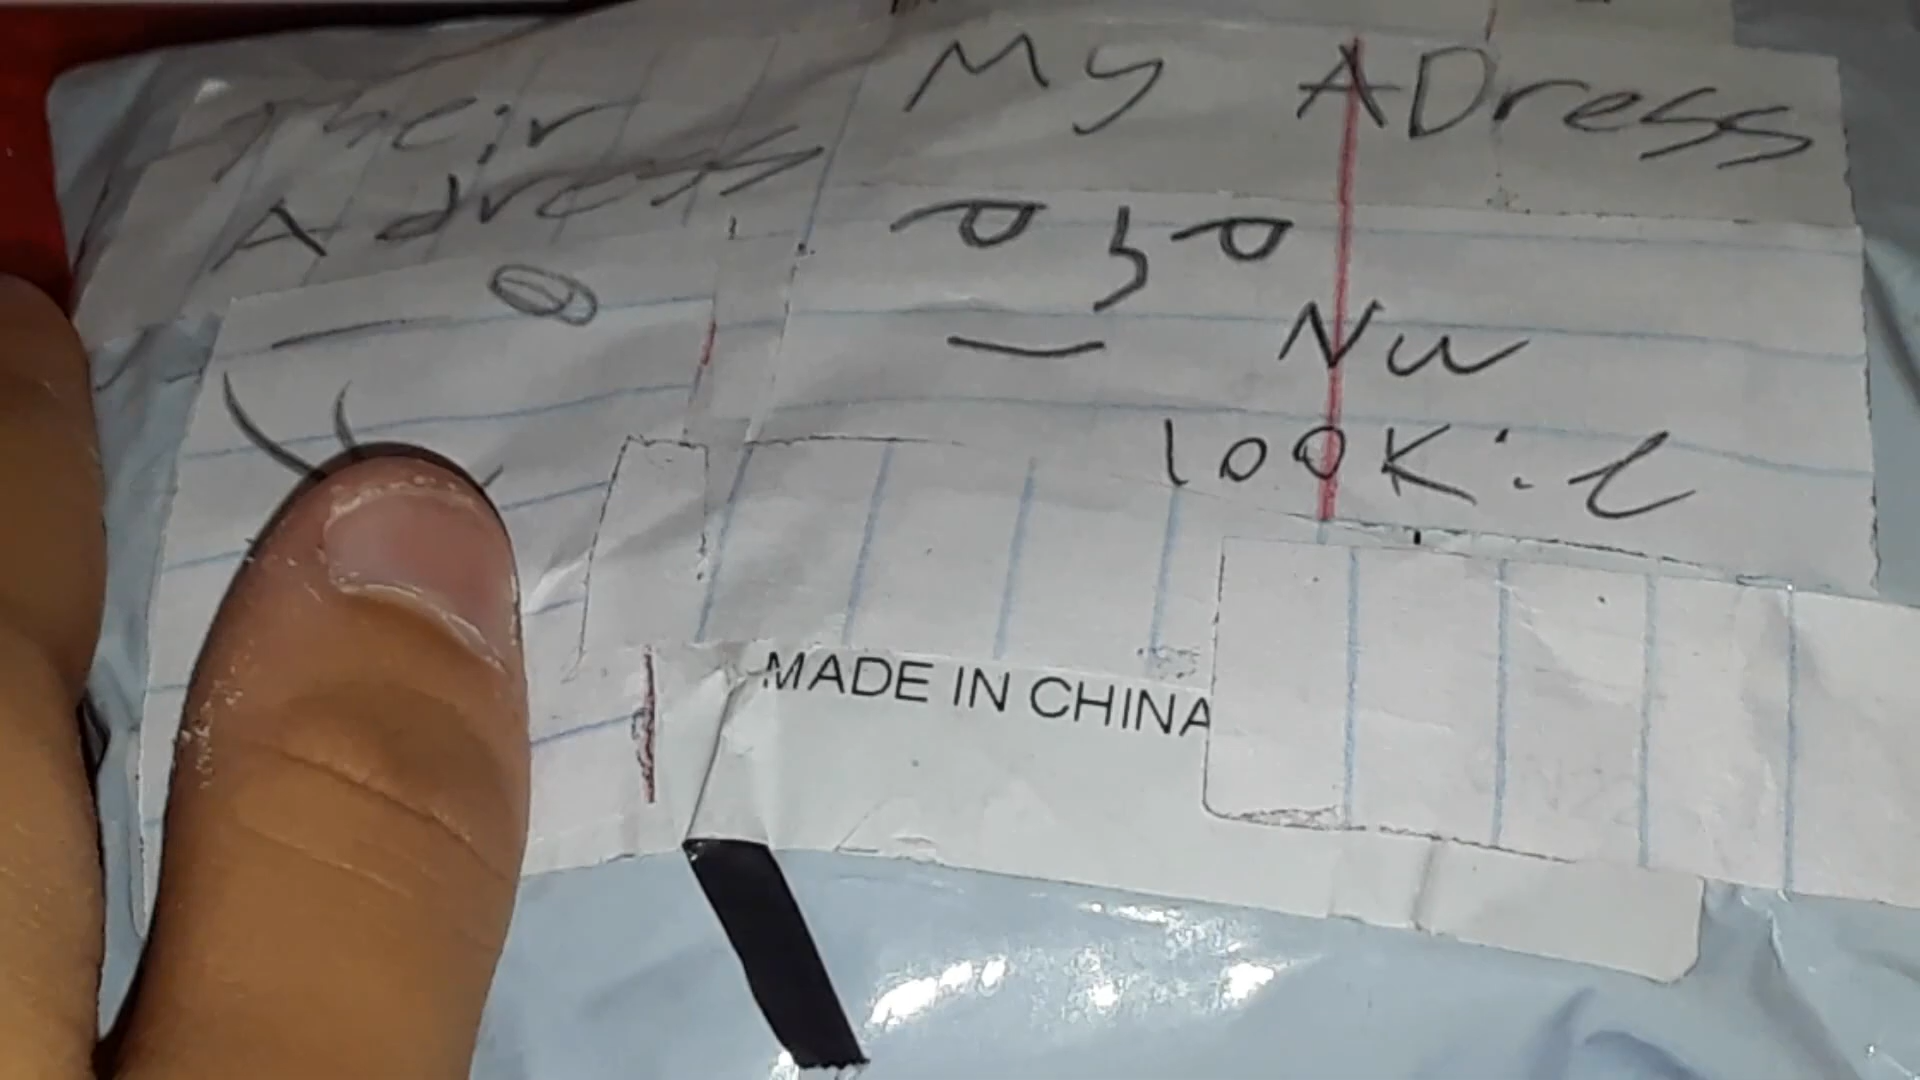 Their
Adress
My ADress
Nu
look:l
MADE IN CHINA